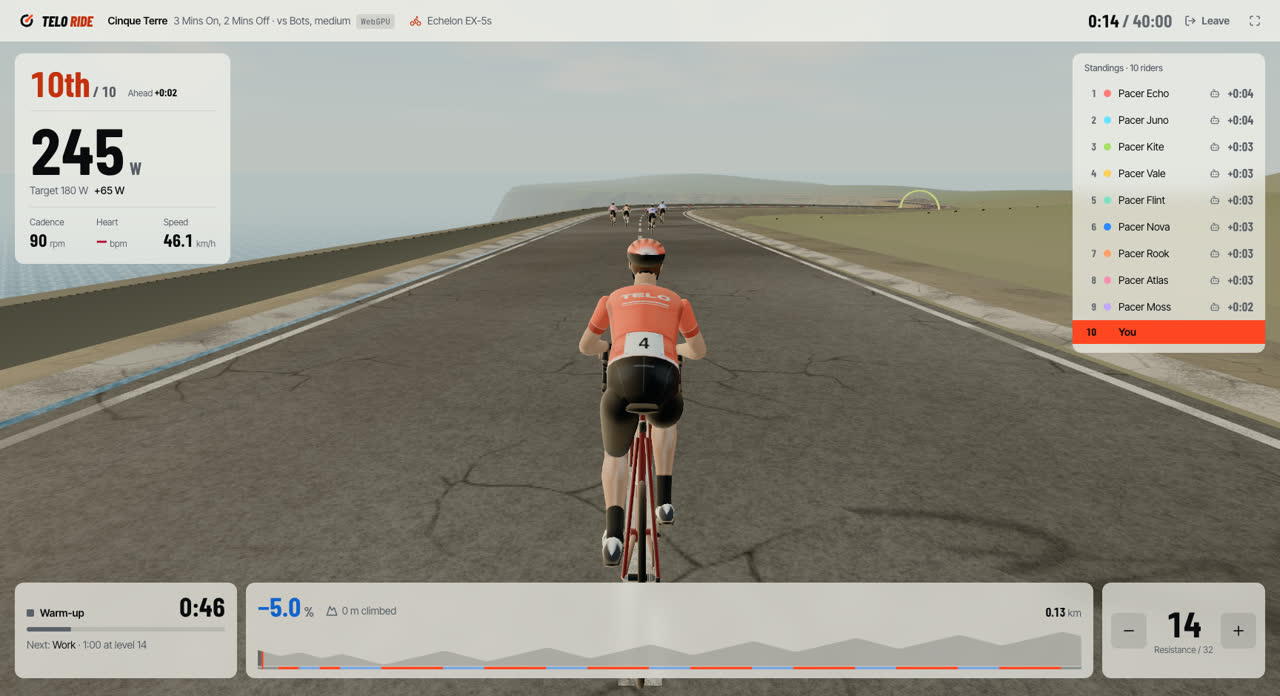 TELO RIDE Cinque Terre 3 Mins On, 2 Mins Off · vs Bots, medium WebGPU Echelon EX-5s 0:14 / 40:00 Leave
10th / 10 Ahead +0:02
245 W
Target 180 W +65 W
Cadence Heart Speed
90 rpm – bpm 46.1 km/h
Standings · 10 riders
1 Pacer Echo +0:04
2 Pacer Juno +0:04
3 Pacer Kite +0:03
4 Pacer Vale +0:03
5 Pacer Flint +0:03
6 Pacer Nova +0:03
7 Pacer Rook +0:03
8 Pacer Atlas +0:03
9 Pacer Moss +0:02
10 You
TELO
4
Warm-up 0:46
Next: Work · 1:00 at level 14
−5.0 % 0 m climbed 0.13 km
− 14 +
Resistance / 32